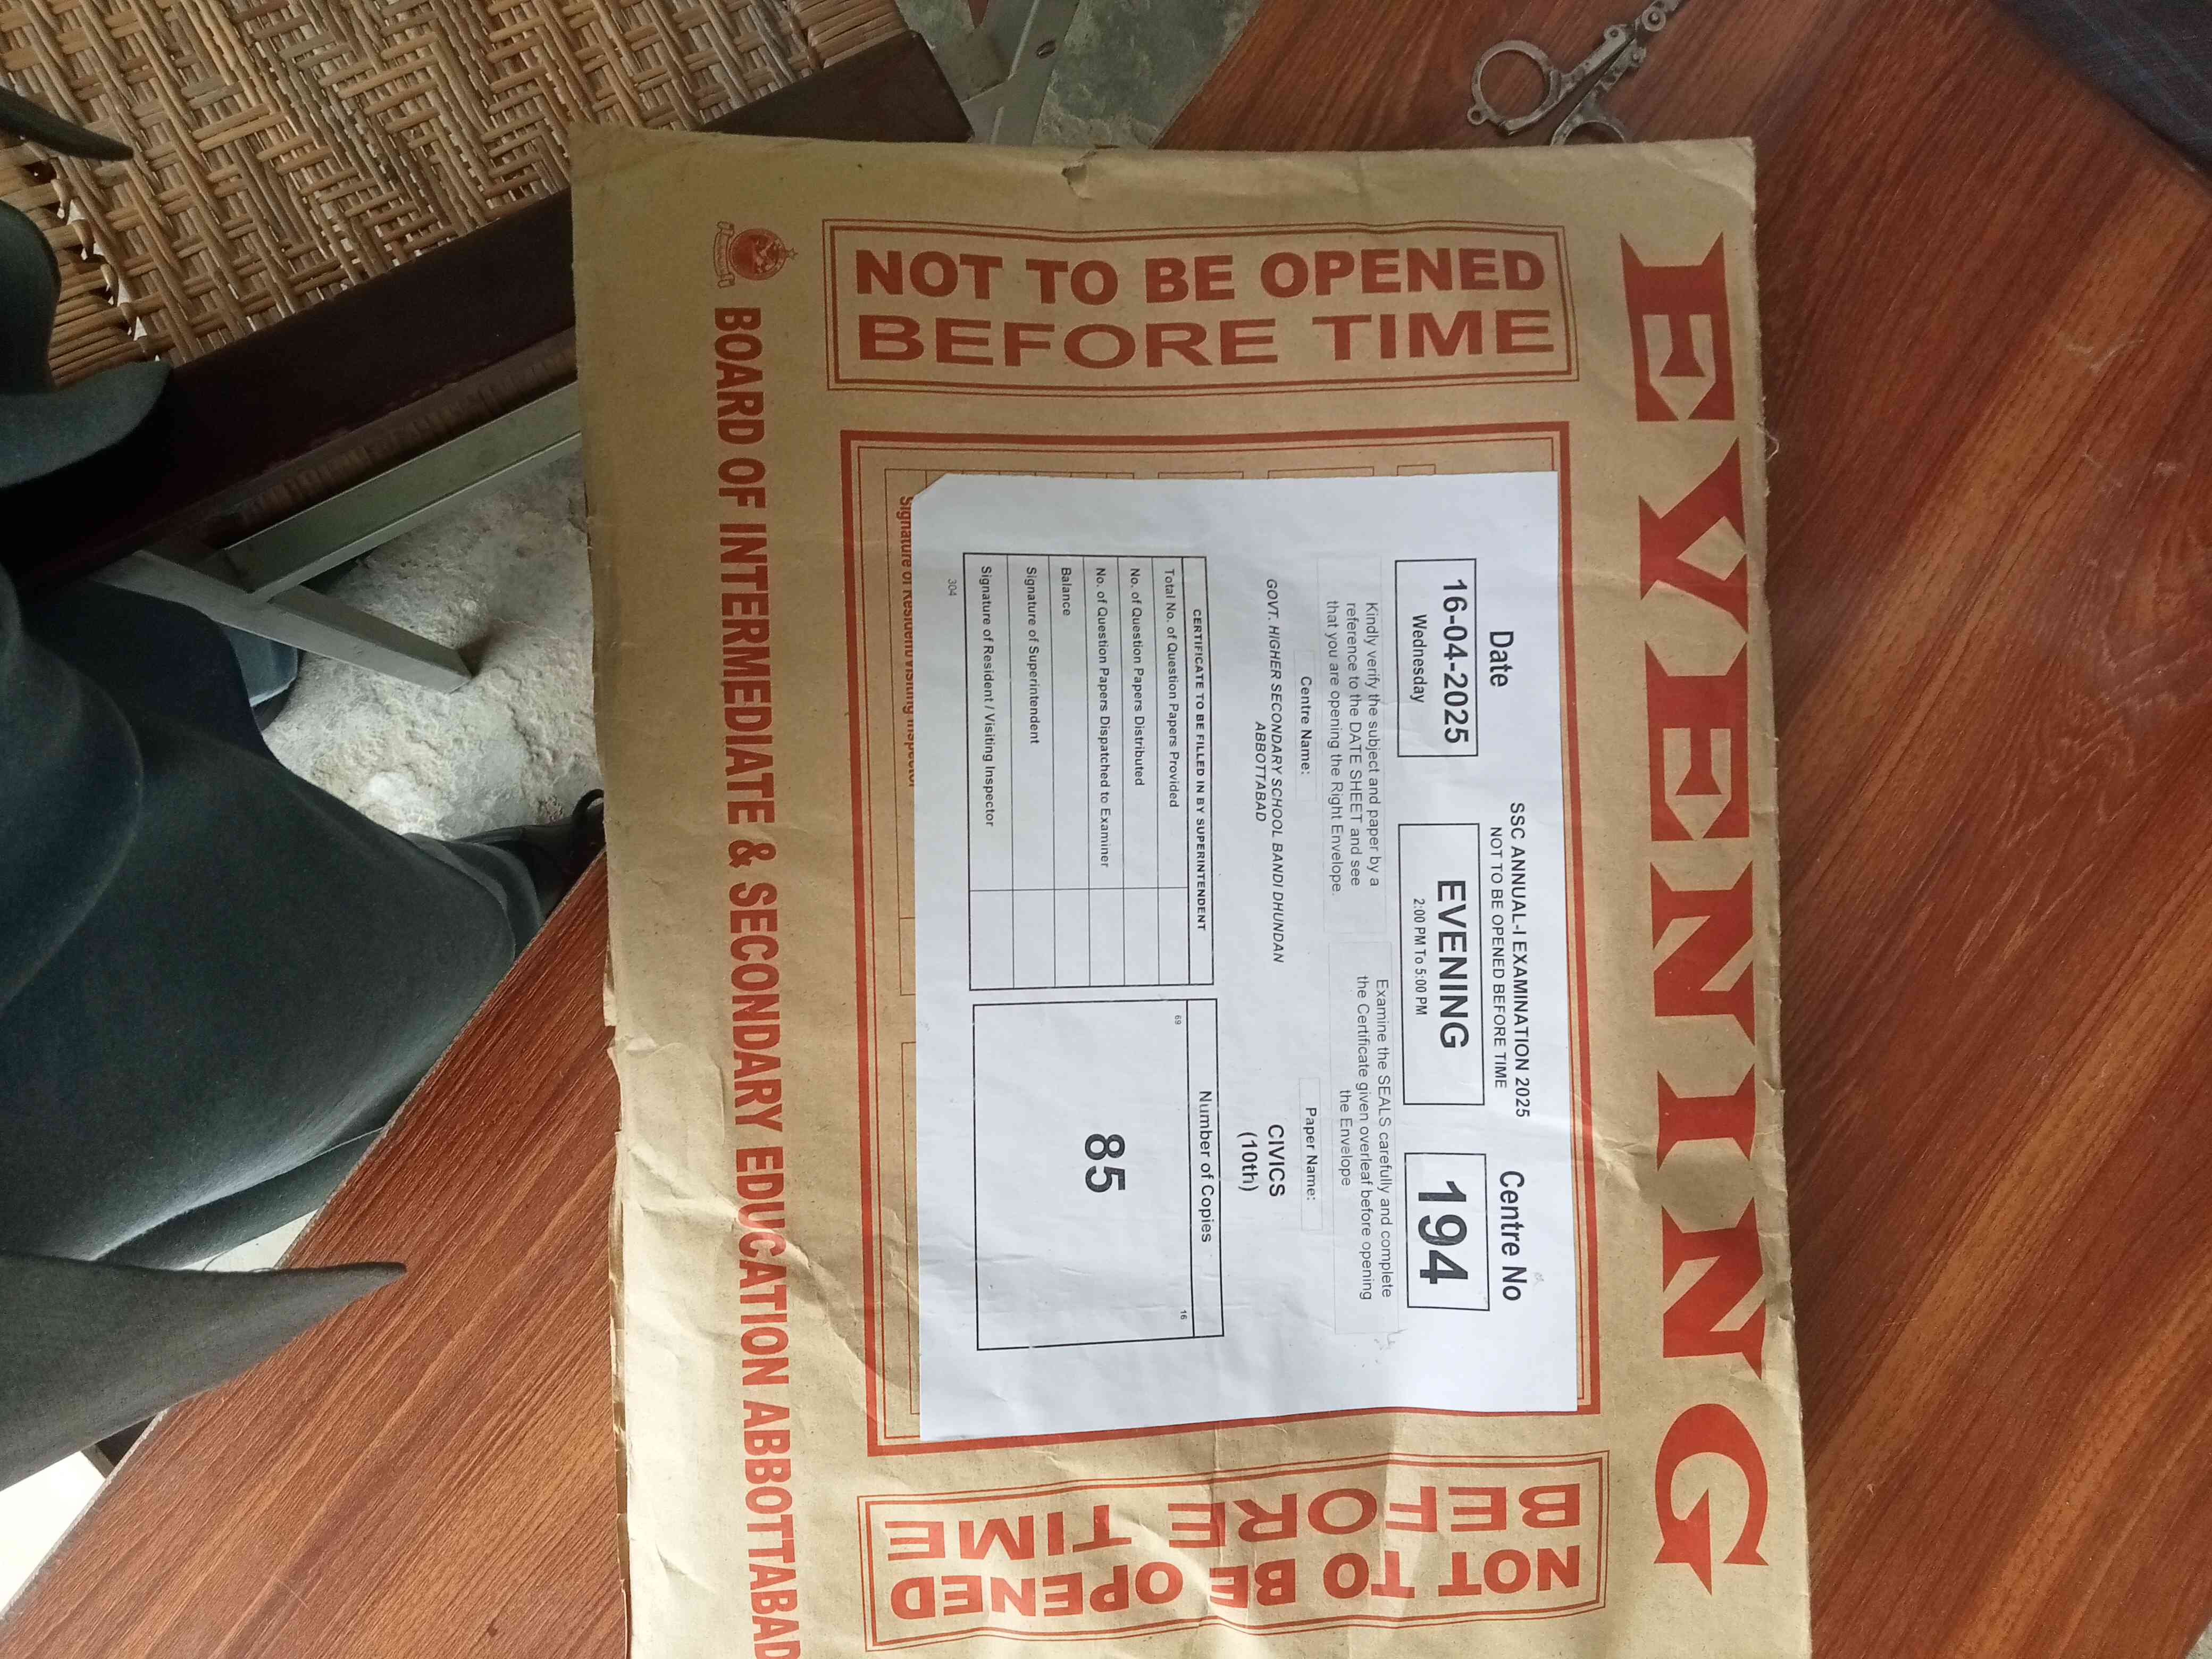 EVENING
NOT TO BE OPENED
BEFORE TIME
SSC ANNUAL-I EXAMINATION 2025
NOT TO BE OPENED BEFORE TIME
Date
16-04-2025
Wednesday
EVENING
2:00 PM To 5:00 PM
Centre No
194
Kindly verify the subject and paper by a
reference to the DATE SHEET and see
that you are opening the Right Envelope.
Examine the SEALS carefully and complete
the Certificate given overleaf before opening
the Envelope
Centre Name:
GOVT. HIGHER SECONDARY SCHOOL BANDI DHUNDAN
ABBOTTABAD
Paper Name:
CIVICS
(10th)
CERTIFICATE TO BE FILLED IN BY SUPERINTENDENT
Total No. of Question Papers Provided
No. of Question Papers Distributed
No. of Question Papers Dispatched to Examiner
Balance
Signature of Superintendent
Signature of Resident / Visiting Inspector
304
Number of Copies
69
16
85
Signature of Resident/Visiting Inspector
NOT TO BE OPENED
BEFORE TIME
BOARD OF INTERMEDIATE & SECONDARY EDUCATION ABBOTTABAD